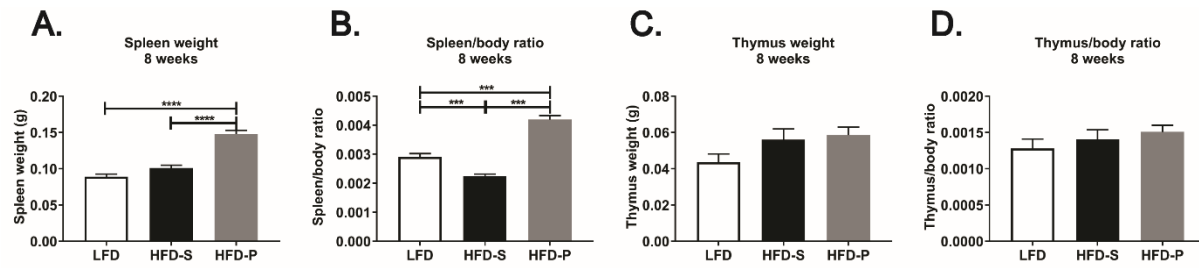 A.
Spleen weight
8 weeks
Spleen weight (g)
0.20
0.15
0.10
0.05
0.00
****
****
LFD
HFD-S
HFD-P
B.
Spleen/body ratio
8 weeks
Spleen/body ratio
0.005
0.004
0.003
0.002
0.001
0.000
***
***
***
LFD
HFD-S
HFD-P
C.
Thymus weight
8 weeks
Thymus weight (g)
0.08
0.06
0.04
0.02
0.00
LFD
HFD-S
HFD-P
D.
Thymus/body ratio
8 weeks
Thymus/body ratio
0.0020
0.0015
0.0010
0.0005
0.0000
LFD
HFD-S
HFD-P